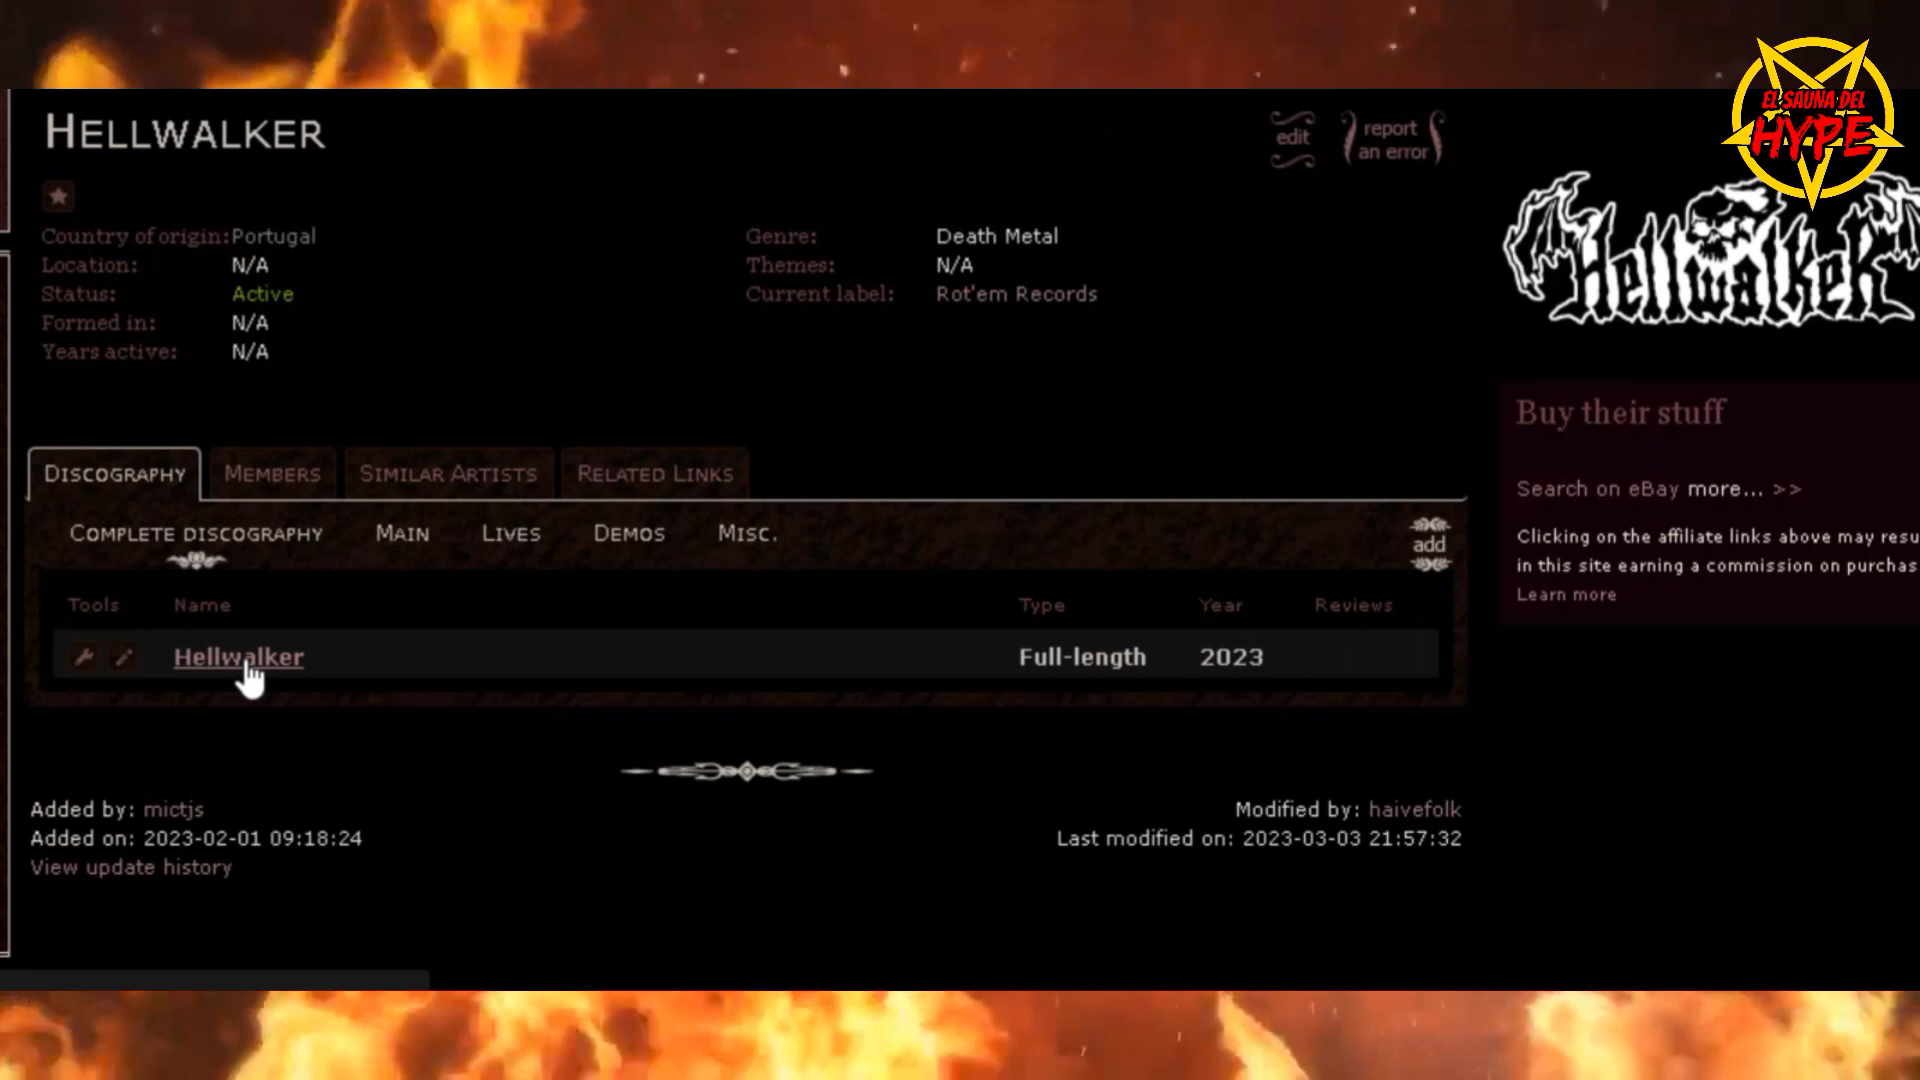 EL SAUNA DEL
HYPE
HELLWALKER
edit
report
an error
HellwalkeR
Country of origin: Portugal
Location: N/A
Status: Active
Formed in: N/A
Years active: N/A
Genre: Death Metal
Themes: N/A
Current label: Rot'em Records
Buy their stuff
Search on eBay more... >>
Clicking on the affiliate links above may resu
in this site earning a commission on purchas
Learn more
DISCOGRAPHY MEMBERS SIMILAR ARTISTS RELATED LINKS
COMPLETE DISCOGRAPHY MAIN LIVES DEMOS MISC.
add
Tools Name Type Year Reviews
Hellwalker Full-length 2023
Added by: mictjs
Added on: 2023-02-01 09:18:24
View update history
Modified by: haivefolk
Last modified on: 2023-03-03 21:57:32